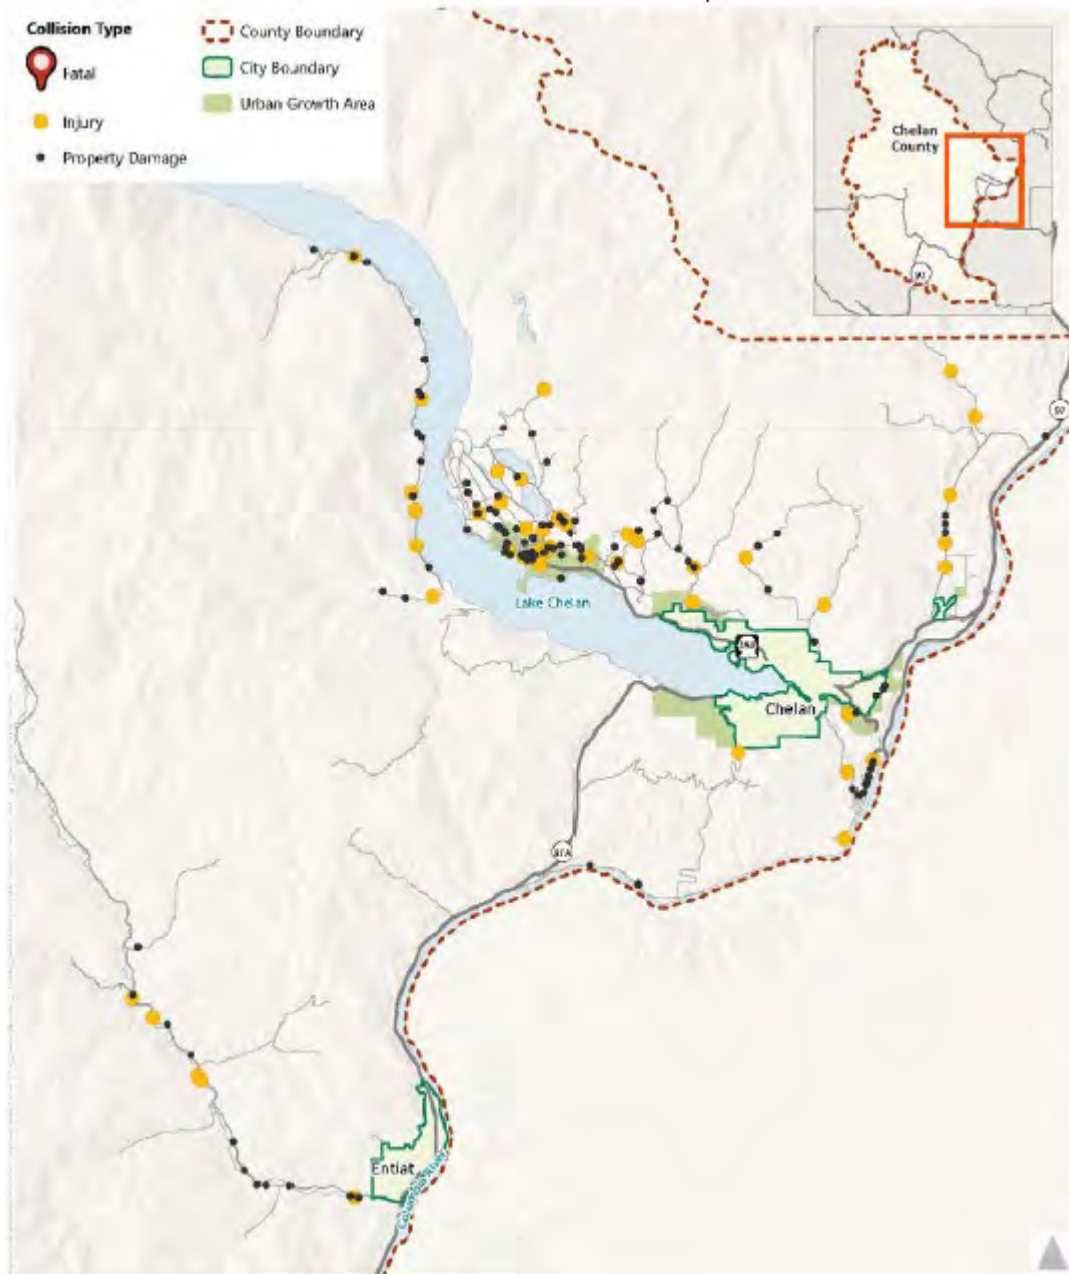 Collision Type
Fatal
Injury
Property Damage
County Boundary
City Boundary
Urban Growth Area
Chelan
County
97
Lake Chelan
Chelan
97A
Entiat
Columbia River